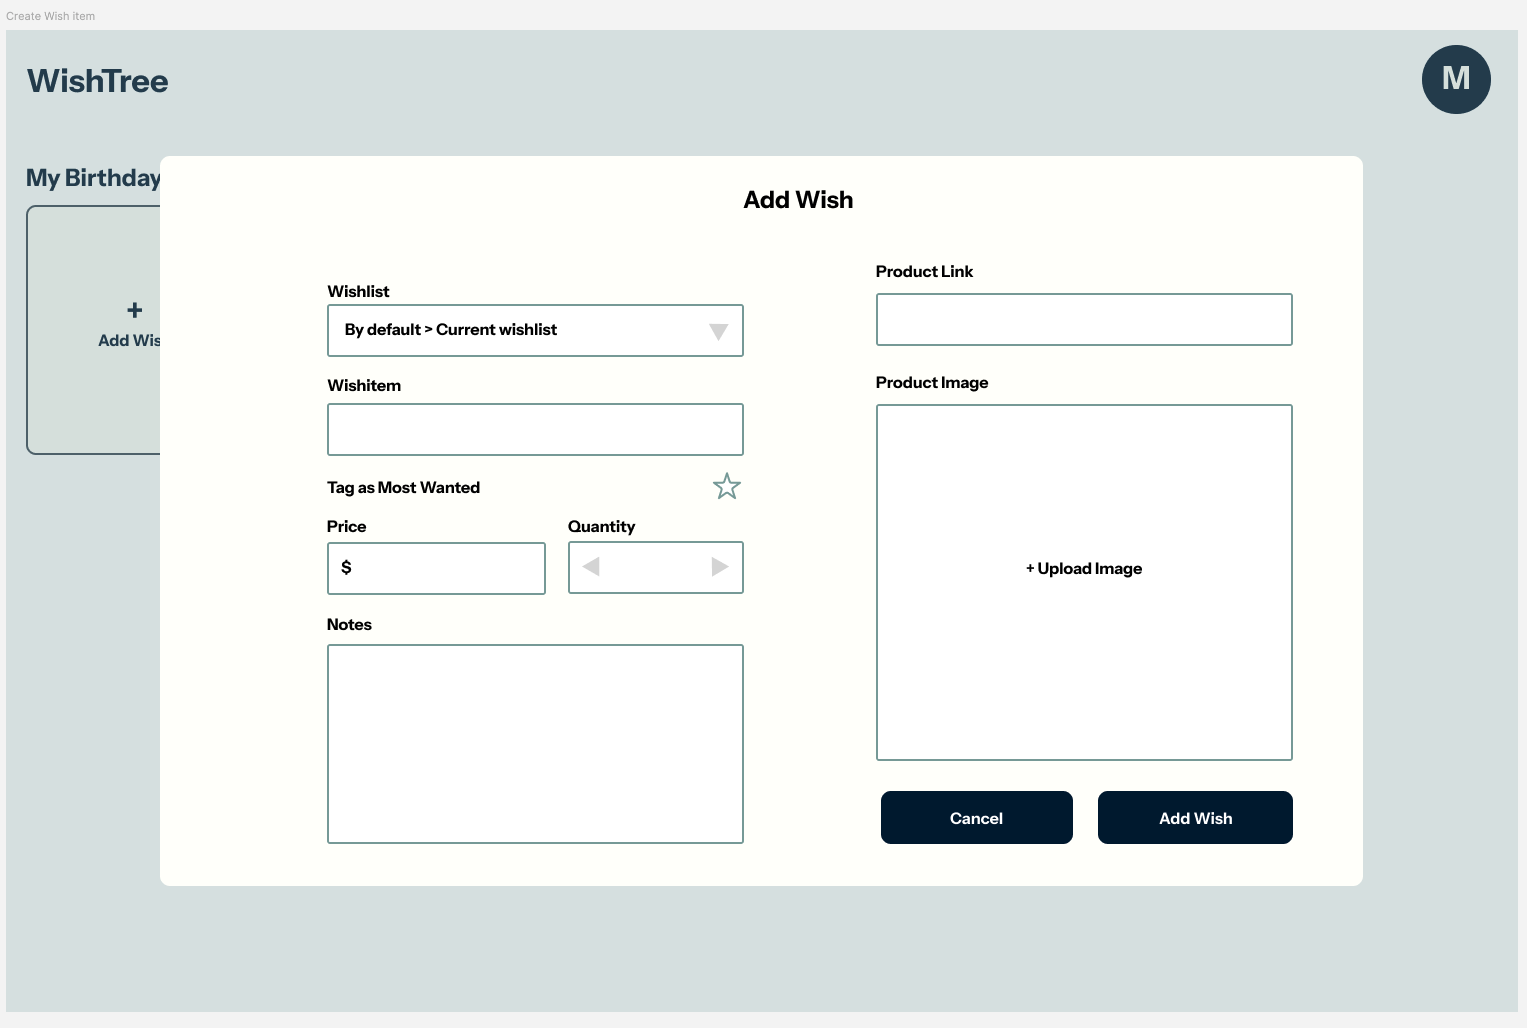 Create Wish item
WishTree
M
My Birthday
+
Add Wis
Add Wish
Wishlist
By default > Current wishlist
Wishitem
Tag as Most Wanted
Price
Quantity
$
Notes
Product Link
Product Image
+ Upload Image
Cancel
Add Wish